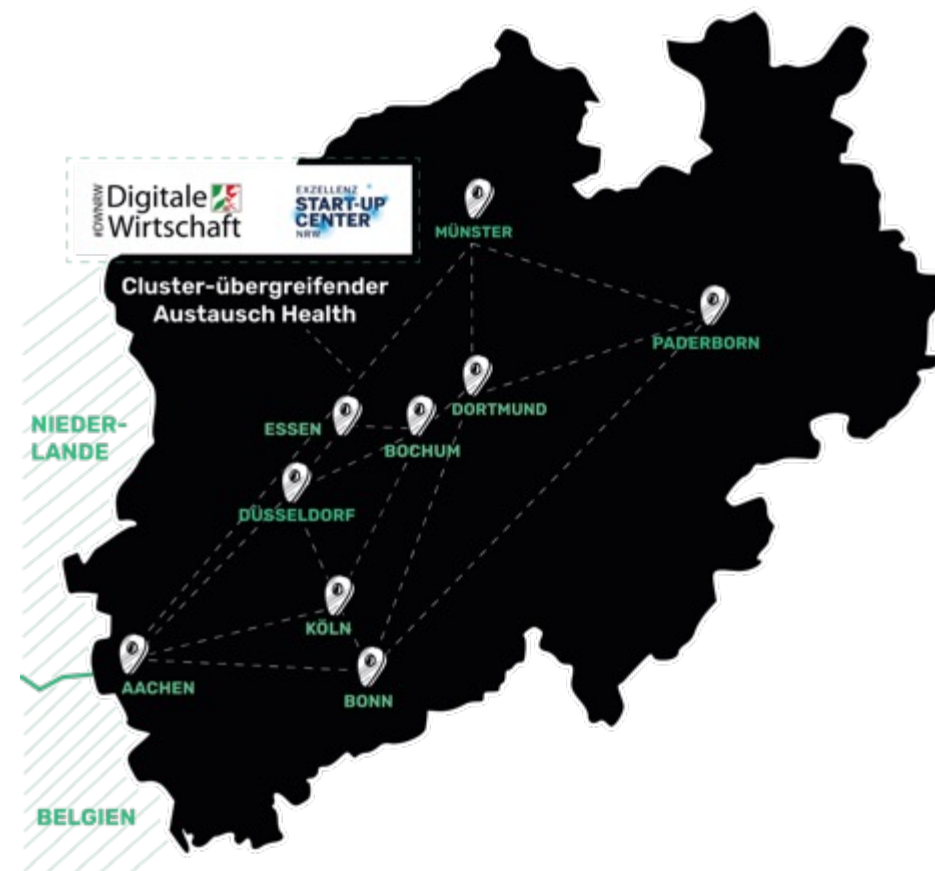 #DWNRW
Digitale
Wirtschaft
EXZELLENZ
START-UP
CENTER
NRW
Cluster-übergreifender
Austausch Health
MÜNSTER
PADERBORN
DORTMUND
ESSEN
BOCHUM
NIEDER-
LANDE
DÜSSELDORF
KÖLN
AACHEN
BONN
BELGIEN